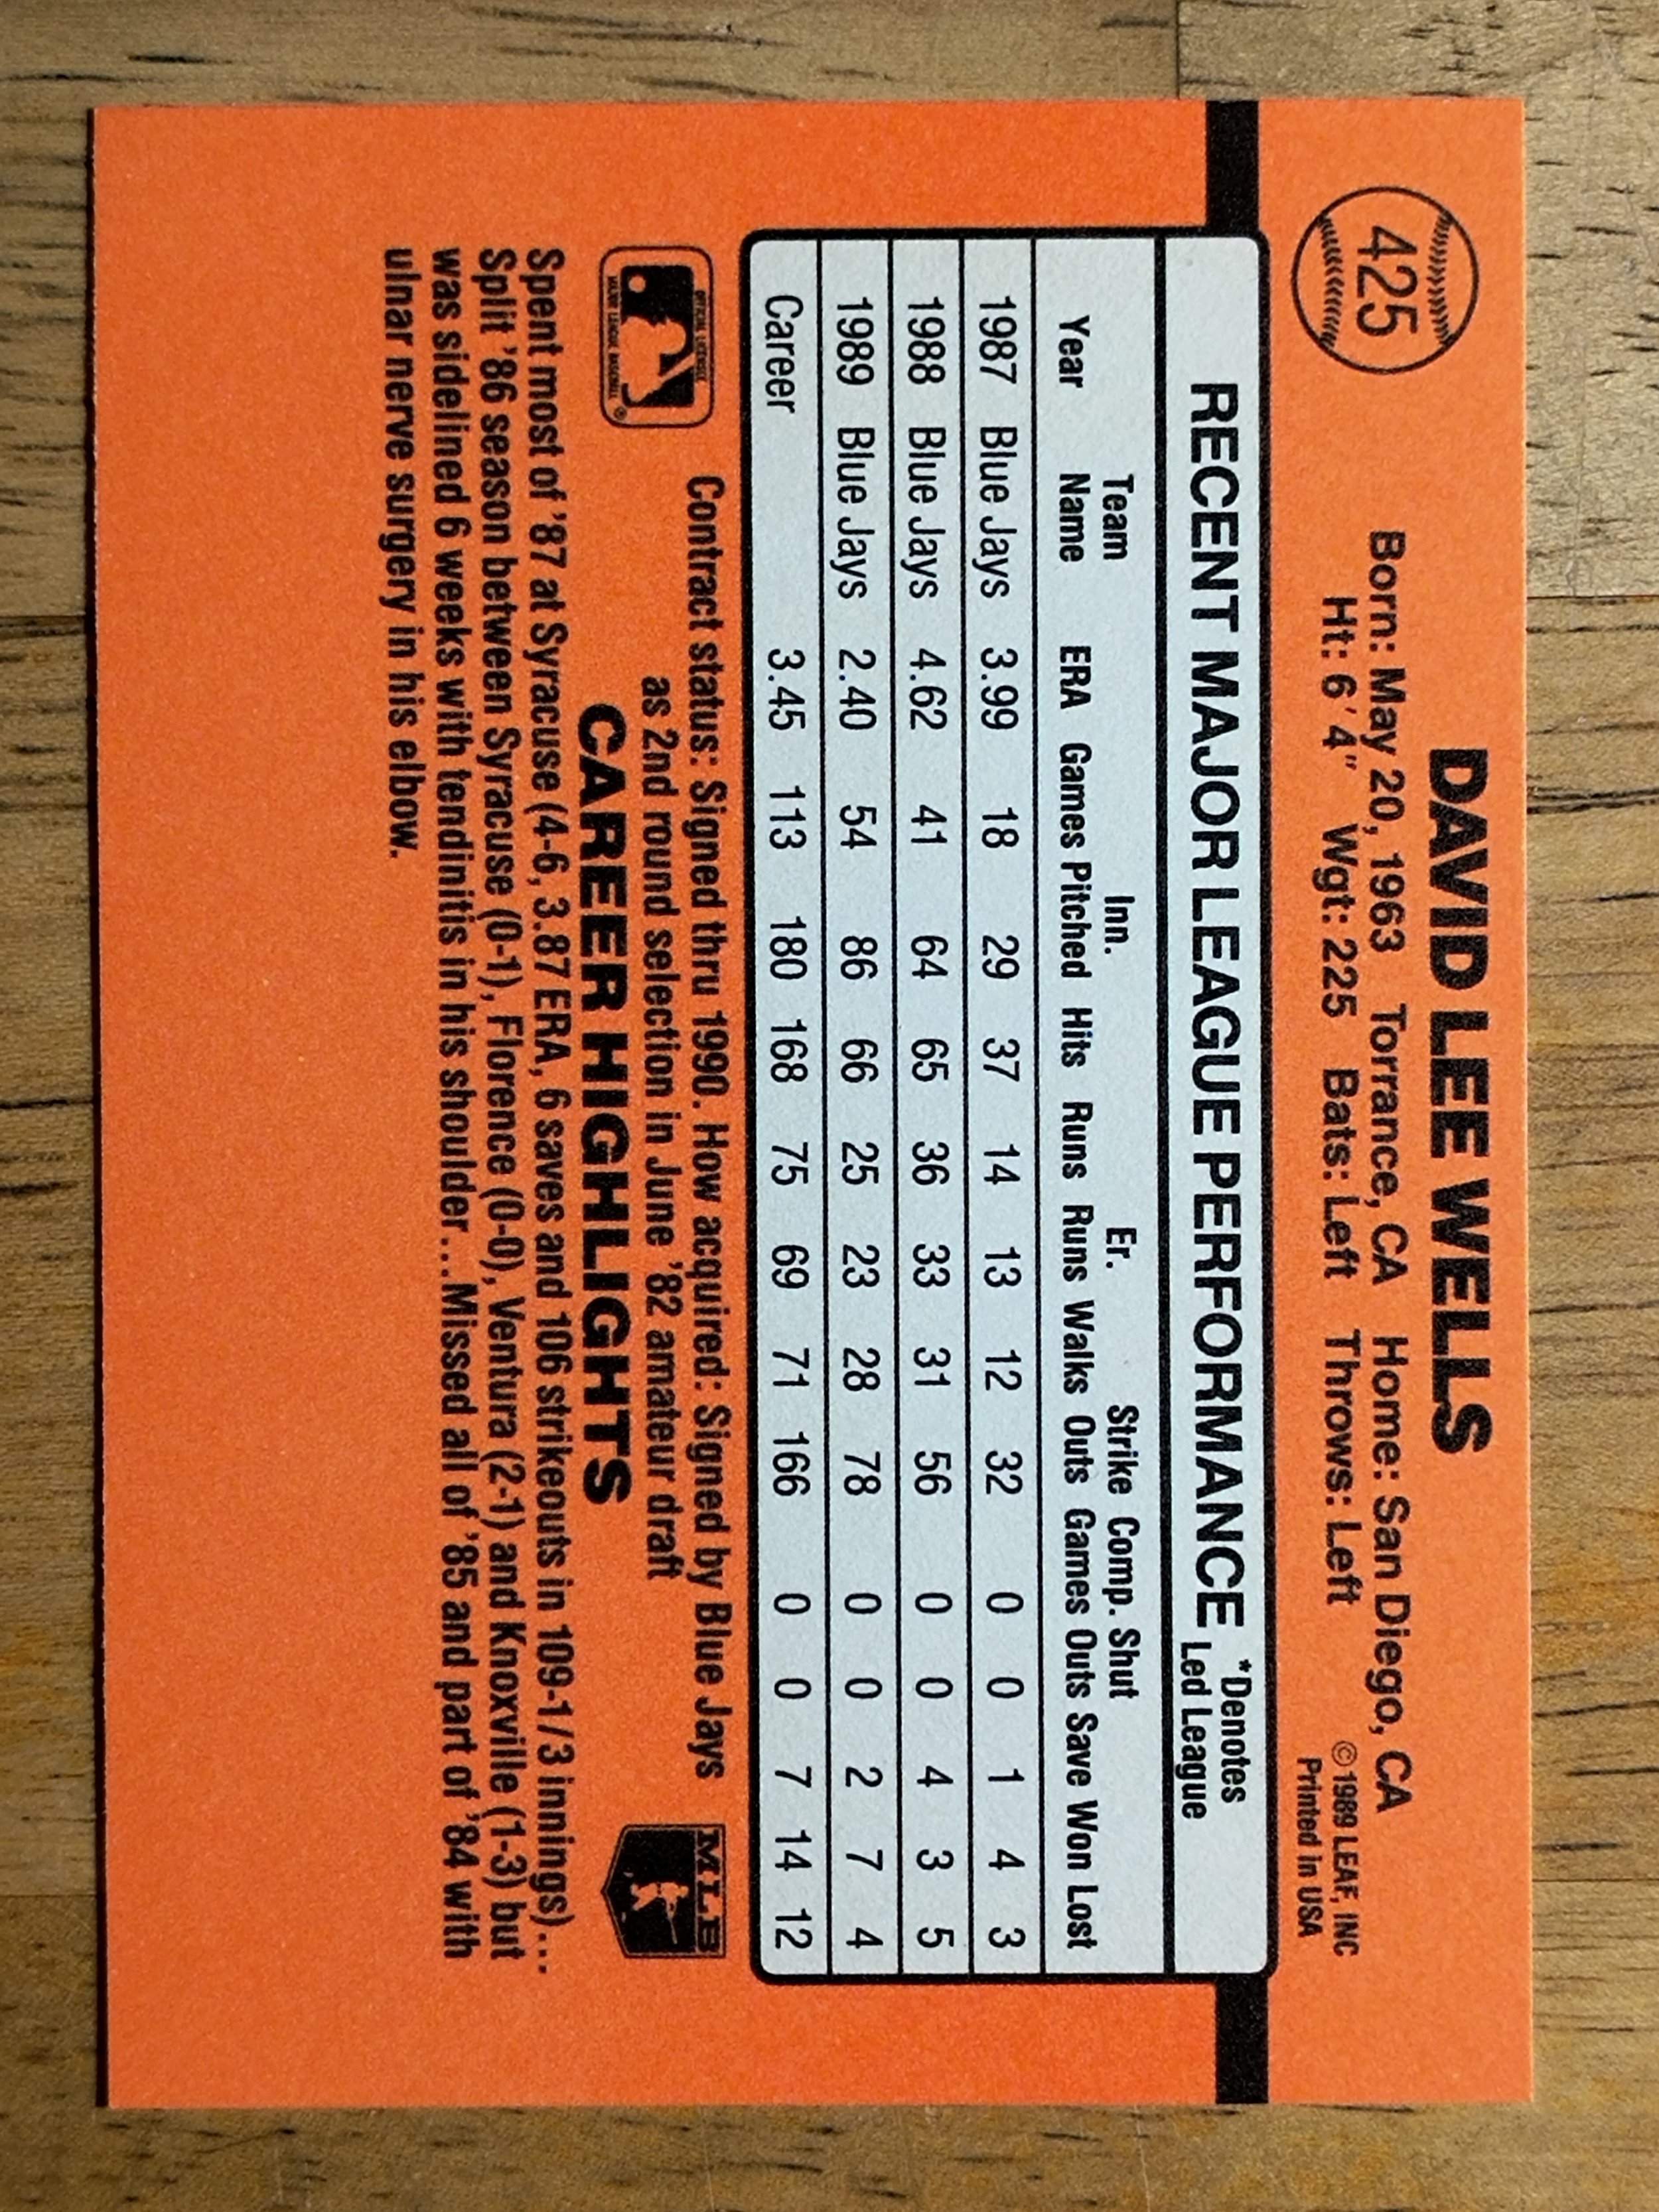 425
DAVID LEE WELLS
Born: May 20, 1963 Torrance, CA Home: San Diego, CA
Ht: 6′4″ Wgt: 225 Bats: Left Throws: Left
© 1989 LEAF, INC
Printed in USA
RECENT MAJOR LEAGUE PERFORMANCE *Denotes
Led League
Team Inn. Er. Strike Comp. Shut
Year Name ERA Games Pitched Hits Runs Runs Walks Outs Games Outs Save Won Lost
1987 Blue Jays 3.99 18 29 37 14 13 12 32 0 0 1 4 3
1988 Blue Jays 4.62 41 64 65 36 33 31 56 0 0 4 3 5
1989 Blue Jays 2.40 54 86 66 25 23 28 78 0 0 2 7 4
Career 3.45 113 180 168 75 69 71 166 0 0 7 14 12
OFFICIAL LICENSEE
MAJOR LEAGUE BASEBALL ®
Contract status: Signed thru 1990. How acquired: Signed by Blue Jays
as 2nd round selection in June '82 amateur draft
MLB
CAREER HIGHLIGHTS
Spent most of '87 at Syracuse (4-6, 3.87 ERA, 6 saves and 106 strikeouts in 109-1/3 innings)...
Split '86 season between Syracuse (0-1), Florence (0-0), Ventura (2-1) and Knoxville (1-3) but
was sidelined 6 weeks with tendinitis in his shoulder...Missed all of '85 and part of '84 with
ulnar nerve surgery in his elbow.